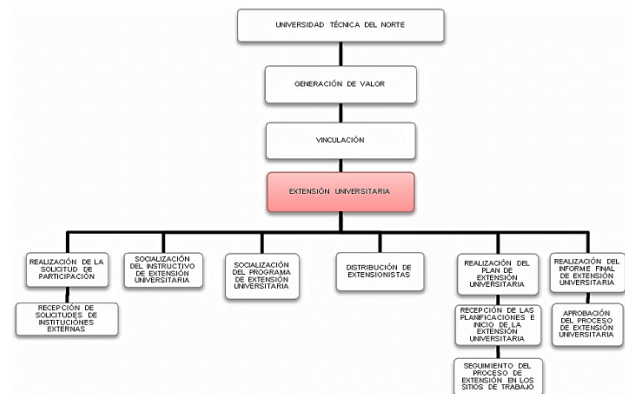 UNIVERSIDAD TÉCNICA DEL NORTE
GENERACIÓN DE VALOR
VINCULACIÓN
EXTENSIÓN UNIVERSITARIA
REALIZACIÓN DE LA
SOLICITUD DE
PARTICIPACIÓN
RECEPCIÓN DE
SOLICITUDES DE
INSTITUCIONES
EXTERNAS
SOCIALIZACIÓN
DEL INSTRUCTIVO
DE EXTENSIÓN
UNIVERSITARIA
SOCIALIZACIÓN
DEL PROGRAMA DE
EXTENSIÓN
UNIVERSITARIA
DISTRIBUCIÓN DE
EXTENSIONISTAS
REALIZACIÓN DEL
PLAN DE
EXTENSIÓN
UNIVERSITARIA
RECEPCIÓN DE LAS
PLANIFICACIONES E
INICIO DE LA
EXTENSIÓN
UNIVERSITARIA
SEGUIMIENTO DEL
PROCESO DE
EXTENSIÓN EN LOS
SITIOS DE TRABAJO
REALIZACIÓN DEL
INFORME FINAL DE
EXTENSIÓN
UNIVERSITARIA
APROBACIÓN DEL
PROCESO DE
EXTENSIÓN
UNIVERSITARIA